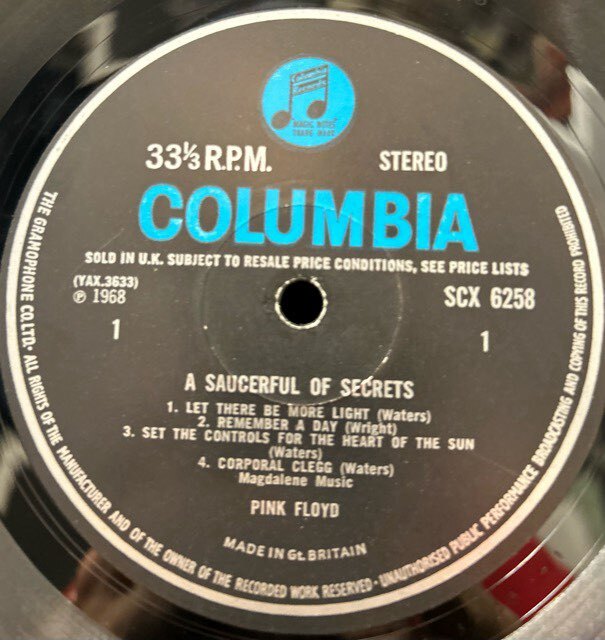 Columbia
Records
MAGIC NOTES
TRADE MARK
33⅓ R.P.M. STEREO
COLUMBIA
SOLD IN U.K. SUBJECT TO RESALE PRICE CONDITIONS, SEE PRICE LISTS
(YAX.3633)
℗ 1968 SCX 6258
1 1
A SAUCERFUL OF SECRETS
1. LET THERE BE MORE LIGHT (Waters)
2. REMEMBER A DAY (Wright)
3. SET THE CONTROLS FOR THE HEART OF THE SUN
(Waters)
4. CORPORAL CLEGG (Waters)
Magdalene Music
PINK FLOYD
MADE IN Gt. BRITAIN
THE GRAMOPHONE CO. LTD. ALL RIGHTS OF THE MANUFACTURER AND OF THE OWNER OF THE RECORDED WORK RESERVED · UNAUTHORISED PUBLIC PERFORMANCE BROADCASTING AND COPYING OF THIS RECORD PROHIBITED